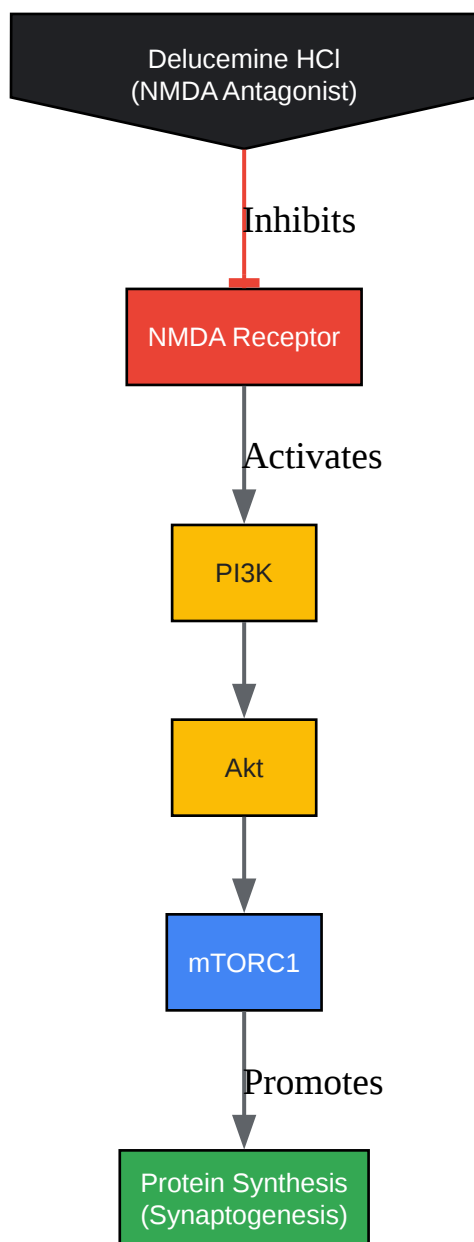 Delucemine HCl
(NMDA Antagonist)
Inhibits
NMDA Receptor
Activates
PI3K
Akt
mTORC1
Promotes
Protein Synthesis
(Synaptogenesis)